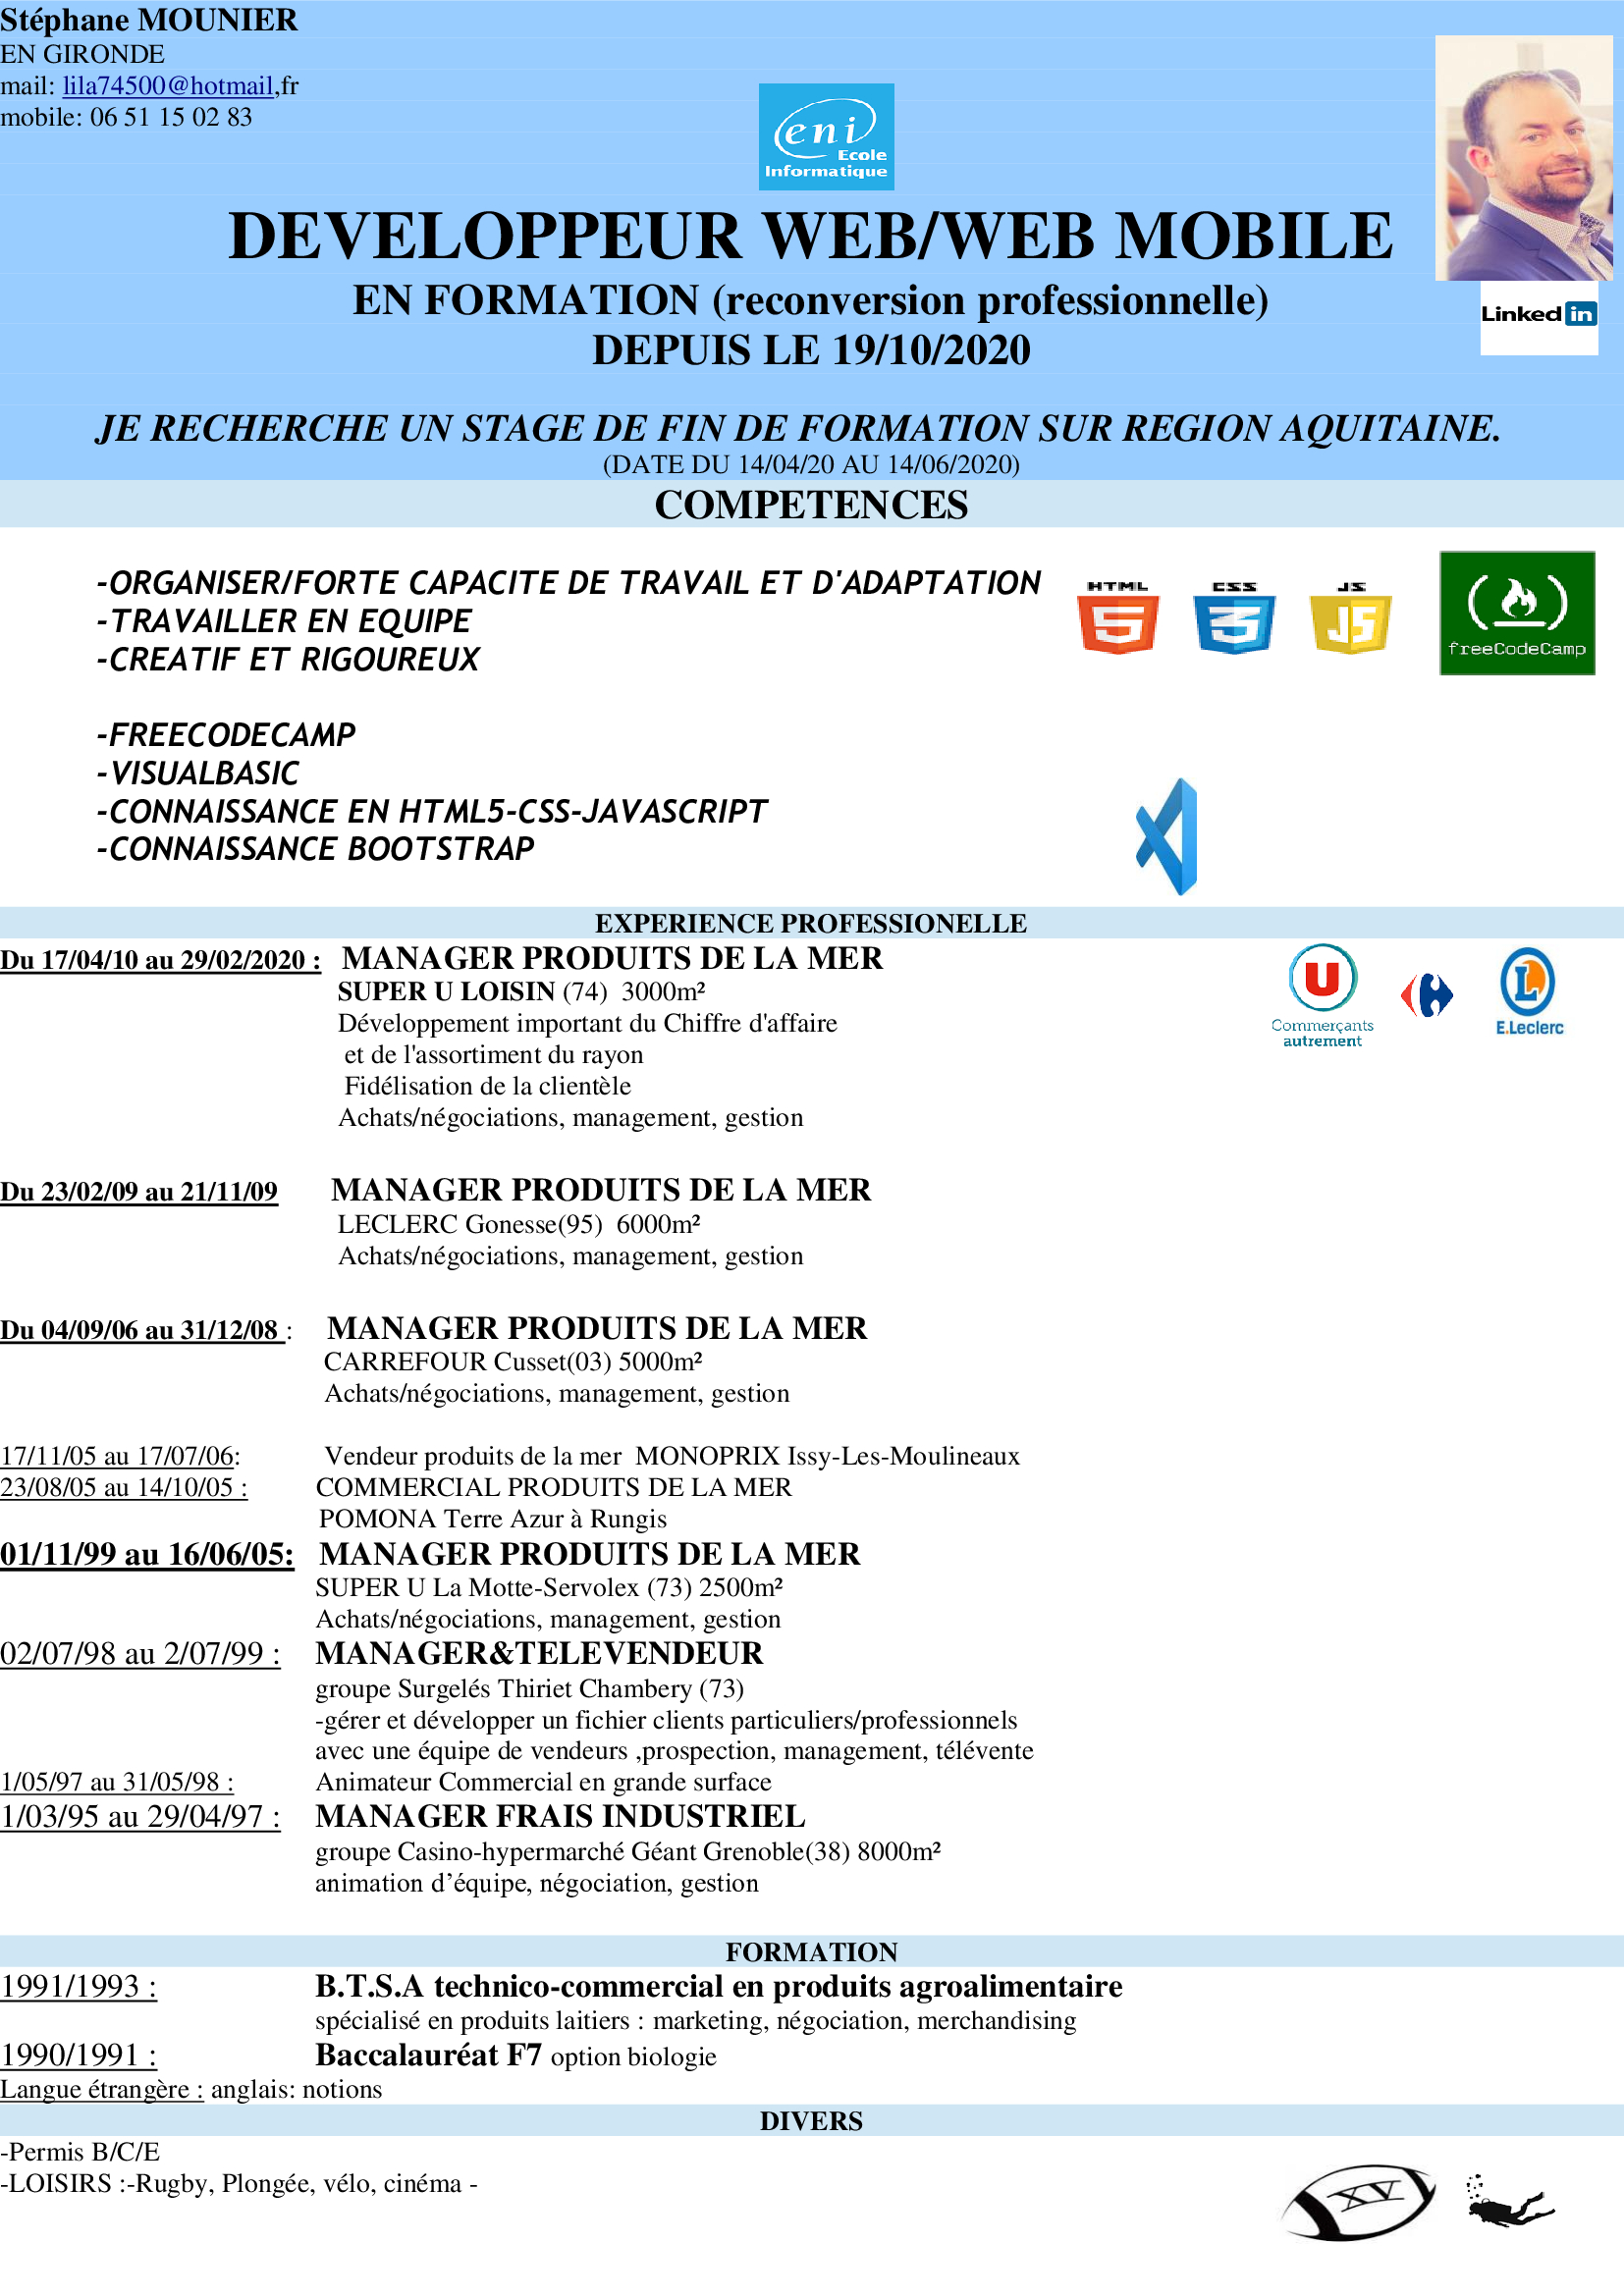 Stéphane MOUNIER
EN GIRONDE
mail: lila74500@hotmail,fr
mobile: 06 51 15 02 83
eni
Ecole
Informatique
DEVELOPPEUR WEB/WEB MOBILE
EN FORMATION (reconversion professionnelle)
Linked in
DEPUIS LE 19/10/2020
JE RECHERCHE UN STAGE DE FIN DE FORMATION SUR REGION AQUITAINE.
(DATE DU 14/04/20 AU 14/06/2020)
COMPETENCES
-ORGANISER/FORTE CAPACITE DE TRAVAIL ET D'ADAPTATION
-TRAVAILLER EN EQUIPE
-CREATIF ET RIGOUREUX
HTML CSS JS
5 3 JS
freeCodeCamp
-FREECODECAMP
-VISUALBASIC
-CONNAISSANCE EN HTML5-CSS-JAVASCRIPT
-CONNAISSANCE BOOTSTRAP
EXPERIENCE PROFESSIONELLE
Du 17/04/10 au 29/02/2020 : MANAGER PRODUITS DE LA MER
SUPER U LOISIN (74) 3000m²
Développement important du Chiffre d'affaire
et de l'assortiment du rayon
Fidélisation de la clientèle
Achats/négociations, management, gestion
U
Commerçants
autrement
L
E.Leclerc
Du 23/02/09 au 21/11/09 MANAGER PRODUITS DE LA MER
LECLERC Gonesse(95) 6000m²
Achats/négociations, management, gestion
Du 04/09/06 au 31/12/08 : MANAGER PRODUITS DE LA MER
CARREFOUR Cusset(03) 5000m²
Achats/négociations, management, gestion
17/11/05 au 17/07/06: Vendeur produits de la mer MONOPRIX Issy-Les-Moulineaux
23/08/05 au 14/10/05 : COMMERCIAL PRODUITS DE LA MER
POMONA Terre Azur à Rungis
01/11/99 au 16/06/05: MANAGER PRODUITS DE LA MER
SUPER U La Motte-Servolex (73) 2500m²
Achats/négociations, management, gestion
02/07/98 au 2/07/99 : MANAGER&TELEVENDEUR
groupe Surgelés Thiriet Chambery (73)
-gérer et développer un fichier clients particuliers/professionnels
avec une équipe de vendeurs ,prospection, management, télévente
1/05/97 au 31/05/98 : Animateur Commercial en grande surface
1/03/95 au 29/04/97 : MANAGER FRAIS INDUSTRIEL
groupe Casino-hypermarché Géant Grenoble(38) 8000m²
animation d’équipe, négociation, gestion
FORMATION
1991/1993 : B.T.S.A technico-commercial en produits agroalimentaire
spécialisé en produits laitiers : marketing, négociation, merchandising
1990/1991 : Baccalauréat F7 option biologie
Langue étrangère : anglais: notions
DIVERS
-Permis B/C/E
-LOISIRS :-Rugby, Plongée, vélo, cinéma -
XV